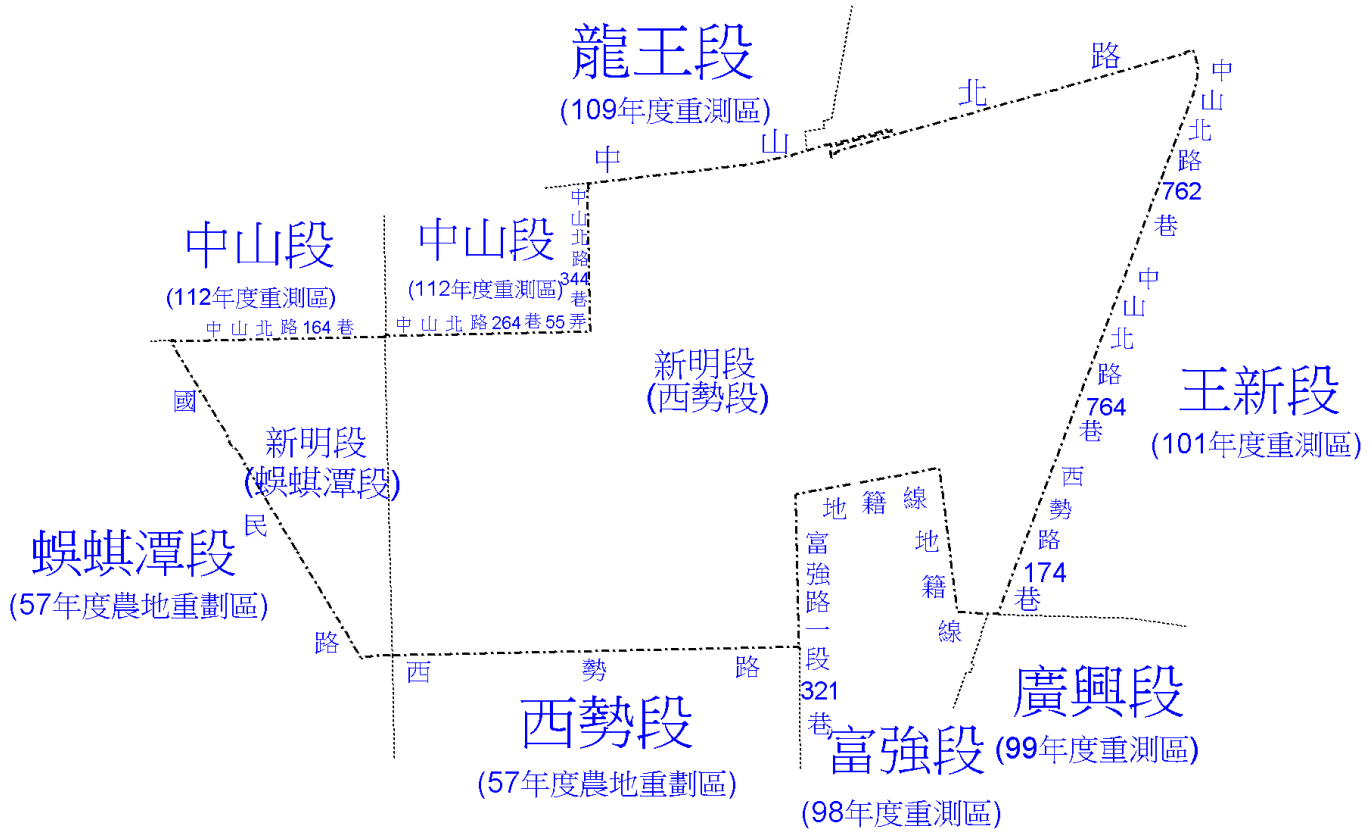 龍王段
(109年度重測區)
中山北路
中山北路762巷
中山北路344巷
中山段
(112年度重測區)
中山段
(112年度重測區)
中山北路164巷
中山北路264巷55弄
中山北路764巷
新明段
(西勢段)
王新段
(101年度重測區)
國民路
新明段
(蜈蜞潭段)
地籍線
地籍線
西勢路174巷
富強路一段321巷
蜈蜞潭段
(57年度農地重劃區)
西勢路
西勢段
(57年度農地重劃區)
廣興段
(99年度重測區)
富強段
(98年度重測區)